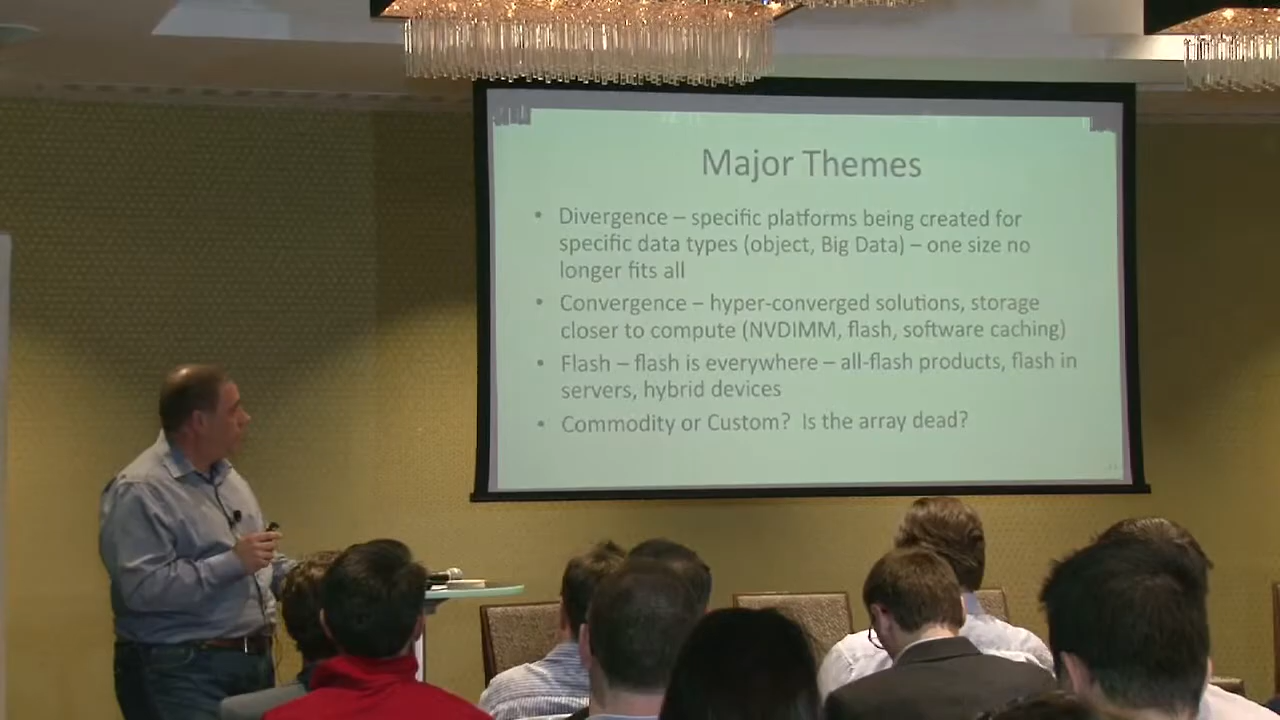 Major Themes
• Divergence – specific platforms being created for
specific data types (object, Big Data) – one size no
longer fits all
• Convergence – hyper-converged solutions, storage
closer to compute (NVDIMM, flash, software caching)
• Flash – flash is everywhere – all-flash products, flash in
servers, hybrid devices
• Commodity or Custom?  Is the array dead?